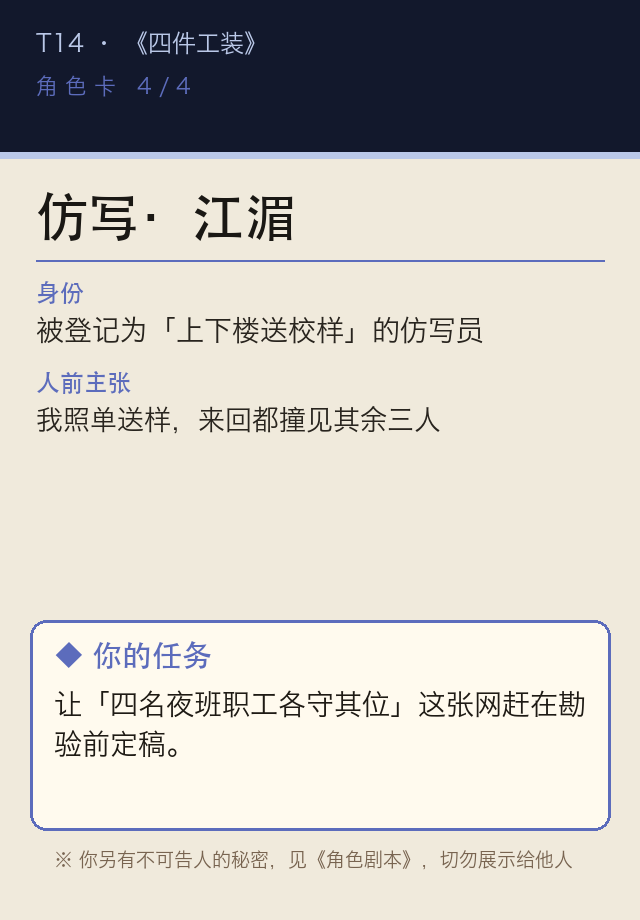 T14 · 《四件工装》
角色卡 4/4
仿写· 江湄
身份
被登记为「上下楼送校样」的仿写员
人前主张
我照单送样，来回都撞见其余三人
◆ 你的任务
让「四名夜班职工各守其位」这张网赶在勘
验前定稿。
※ 你另有不可告人的秘密，见《角色剧本》，切勿展示给他人